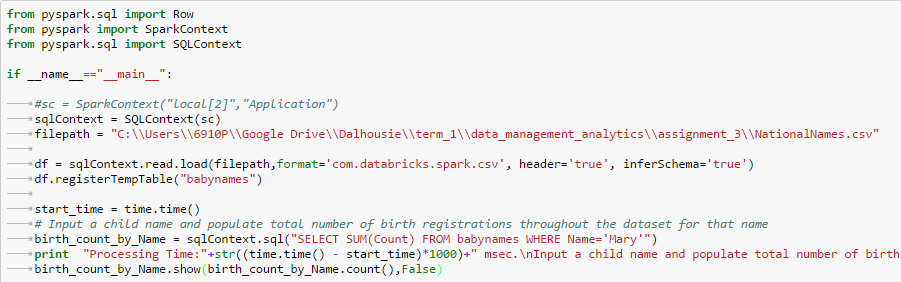 from pyspark.sql import Row
from pyspark import SparkContext
from pyspark.sql import SQLContext
if __name__=="__main__":
#sc = SparkContext("local[2]","Application")
sqlContext = SQLContext(sc)
filepath = "C:\\Users\\6910P\\Google Drive\\Dalhousie\\term_1\\data_management_analytics\\assignment_3\\NationalNames.csv"
df = sqlContext.read.load(filepath,format='com.databricks.spark.csv', header='true', inferSchema='true')
df.registerTempTable("babynames")
start_time = time.time()
# Input a child name and populate total number of birth registrations throughout the dataset for that name
birth_count_by_Name = sqlContext.sql("SELECT SUM(Count) FROM babynames WHERE Name='Mary'")
print  "Processing Time:"+str((time.time() - start_time)*1000)+" msec.\nInput a child name and populate total number of birth
birth_count_by_Name.show(birth_count_by_Name.count(),False)